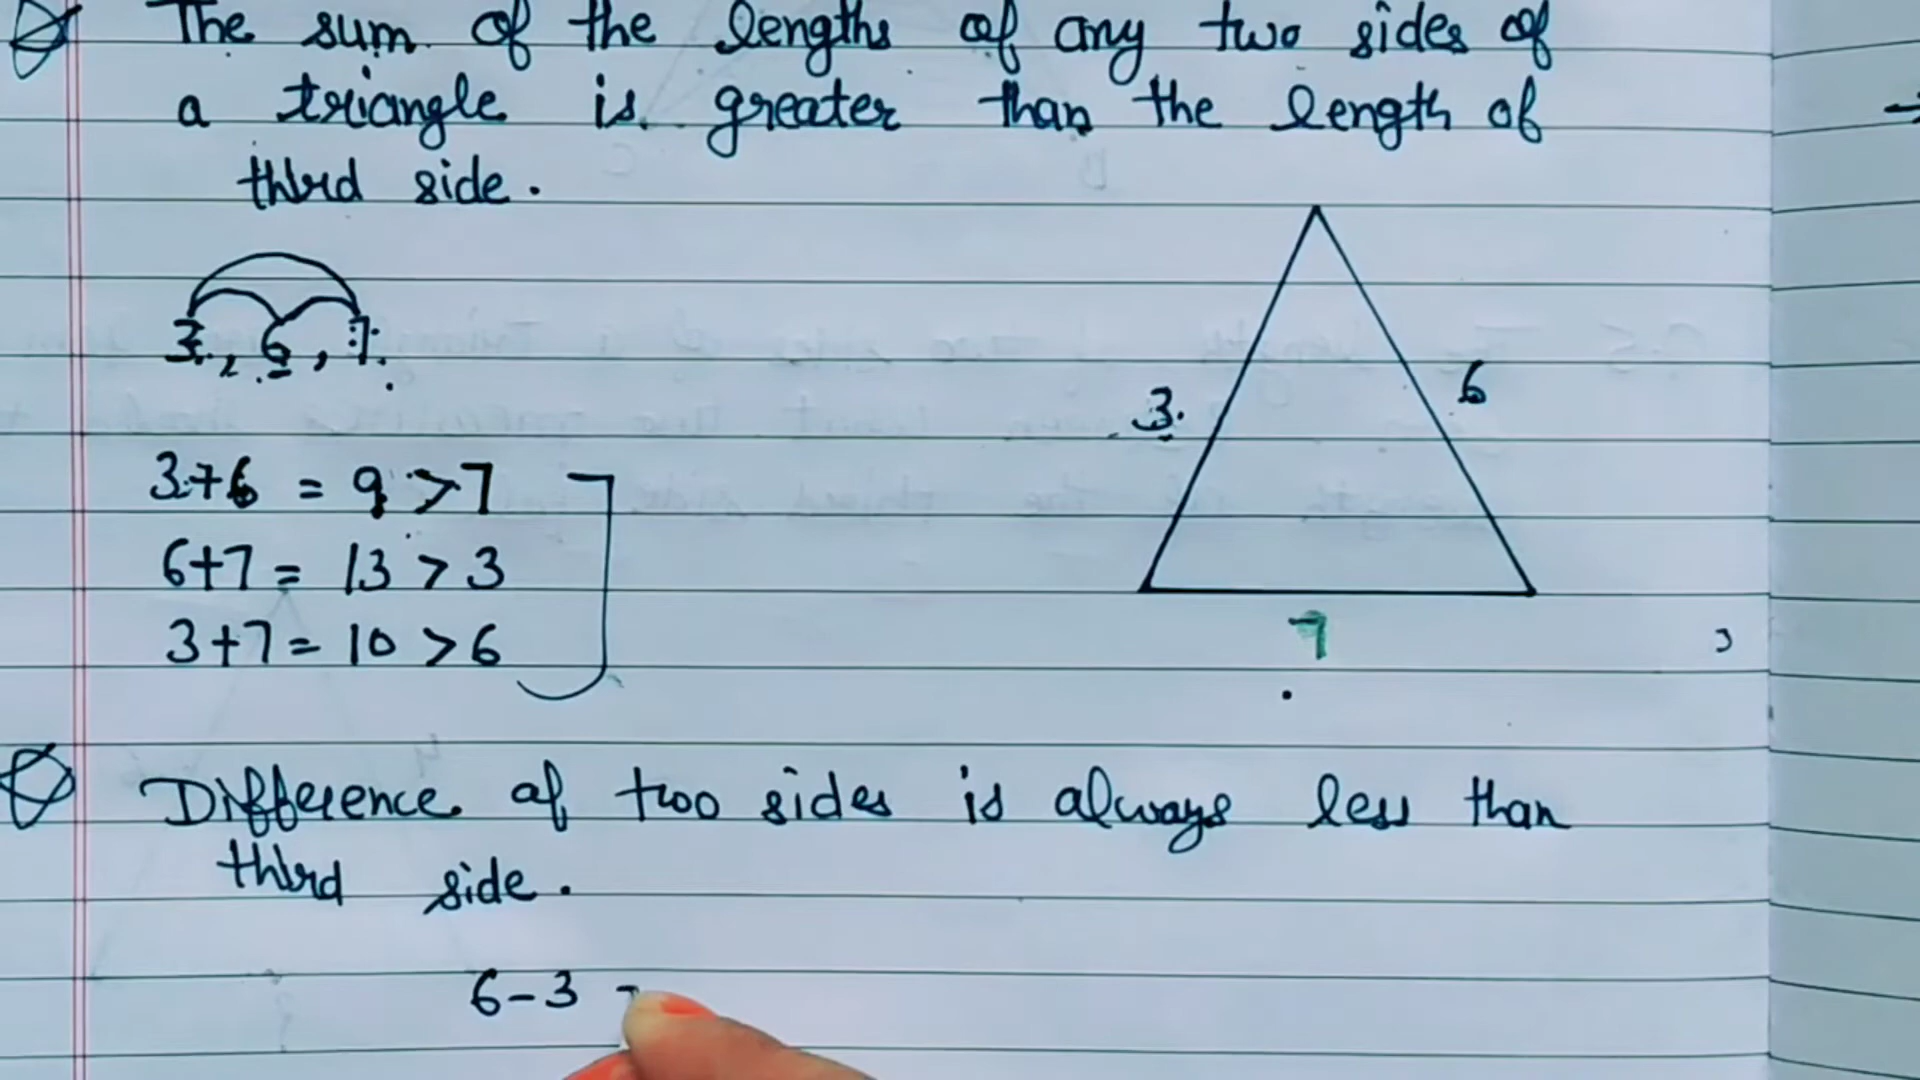 The sum of the lengths of any two sides of
a triangle is greater than the length of
third side.
3, 6, 7
3
6
3+6 = 9 >7
6+7 = 13 > 3
3+7 = 10 > 6
7
Difference of two sides is always less than
third side.
6-3